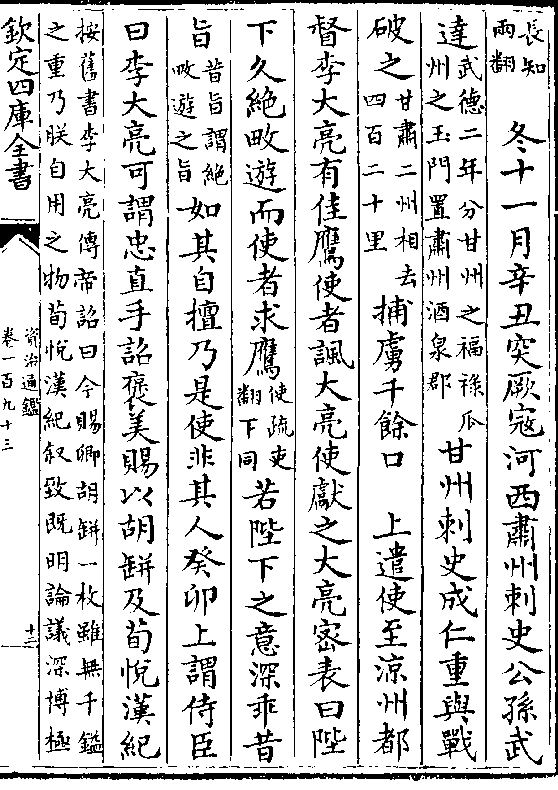 長知
兩翻
冬十一月辛丑突厥寇河西肅州刺史公孫武
達
武德二年分甘州之福祿瓜
州之玉門置肅州酒泉郡
甘州刺史成仁重與戰
破之
甘肅二州相去
四百二十里
捕虜千餘口　上遣使至涼州都
督李大亮有佳鷹使者諷大亮使獻之大亮密表曰陛
下久絶畋遊而使者求鷹
使疏吏
翻下同
若陛下之意深乖昔
旨
昔旨謂絶
畋遊之旨
如其自擅乃是使非其人癸卯上謂侍臣
曰李大亮可謂忠直手詔褒美賜以胡缾及荀悅漢紀
按舊書李大亮傳帝詔曰今賜卿胡缾一枚雖無千鎰
之重乃朕自用之物荀悅漢紀叙致既明論議深博極
欽定四庫全書
資治通鑑
卷一百九十三
十三